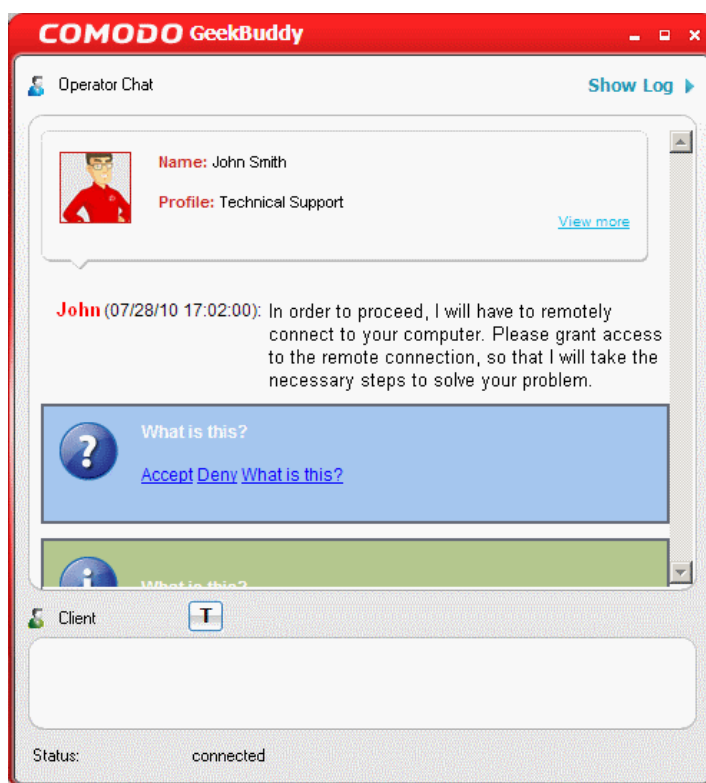 COMODO GeekBuddy
Operator Chat
Show Log
Name: John Smith
Profile: Technical Support
View more
John (07/28/10 17:02:00): In order to proceed, I will have to remotely
connect to your computer. Please grant access
to the remote connection, so that I will take the
necessary steps to solve your problem.
What is this?
Accept Deny What is this?
What is this?
Client
T
Status: connected